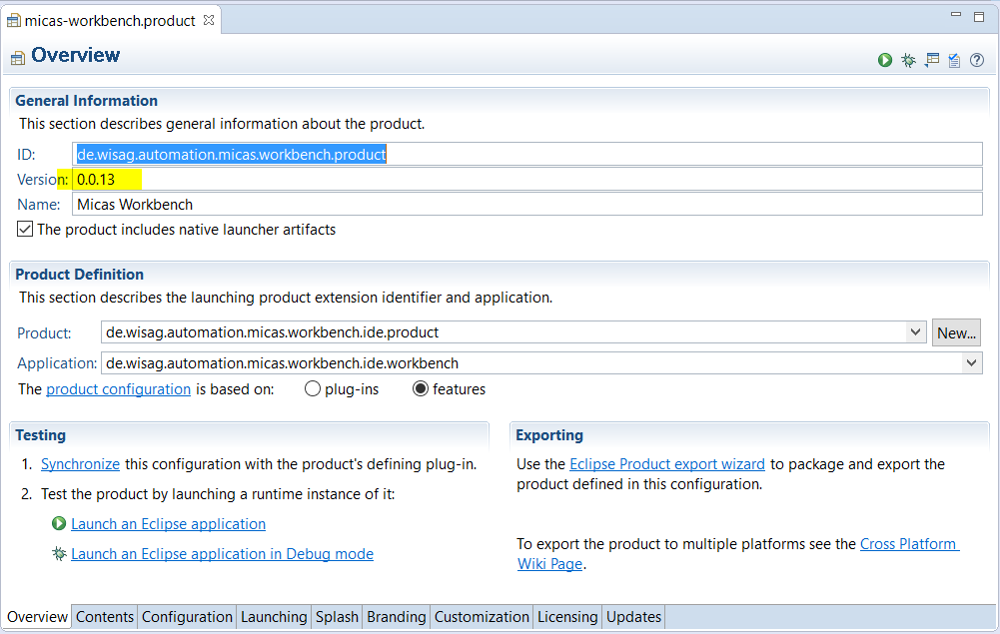 micas-workbench.product
Overview
General Information
This section describes general information about the product.
ID: de.wisag.automation.micas.workbench.product
Version: 0.0.13
Name: Micas Workbench
The product includes native launcher artifacts
Product Definition
This section describes the launching product extension identifier and application.
Product: de.wisag.automation.micas.workbench.ide.product New...
Application: de.wisag.automation.micas.workbench.ide.workbench
The product configuration is based on: plug-ins features
Testing
1. Synchronize this configuration with the product's defining plug-in.
2. Test the product by launching a runtime instance of it:
Launch an Eclipse application
Launch an Eclipse application in Debug mode
Exporting
Use the Eclipse Product export wizard to package and export the
product defined in this configuration.
To export the product to multiple platforms see the Cross Platform
Wiki Page.
Overview Contents Configuration Launching Splash Branding Customization Licensing Updates